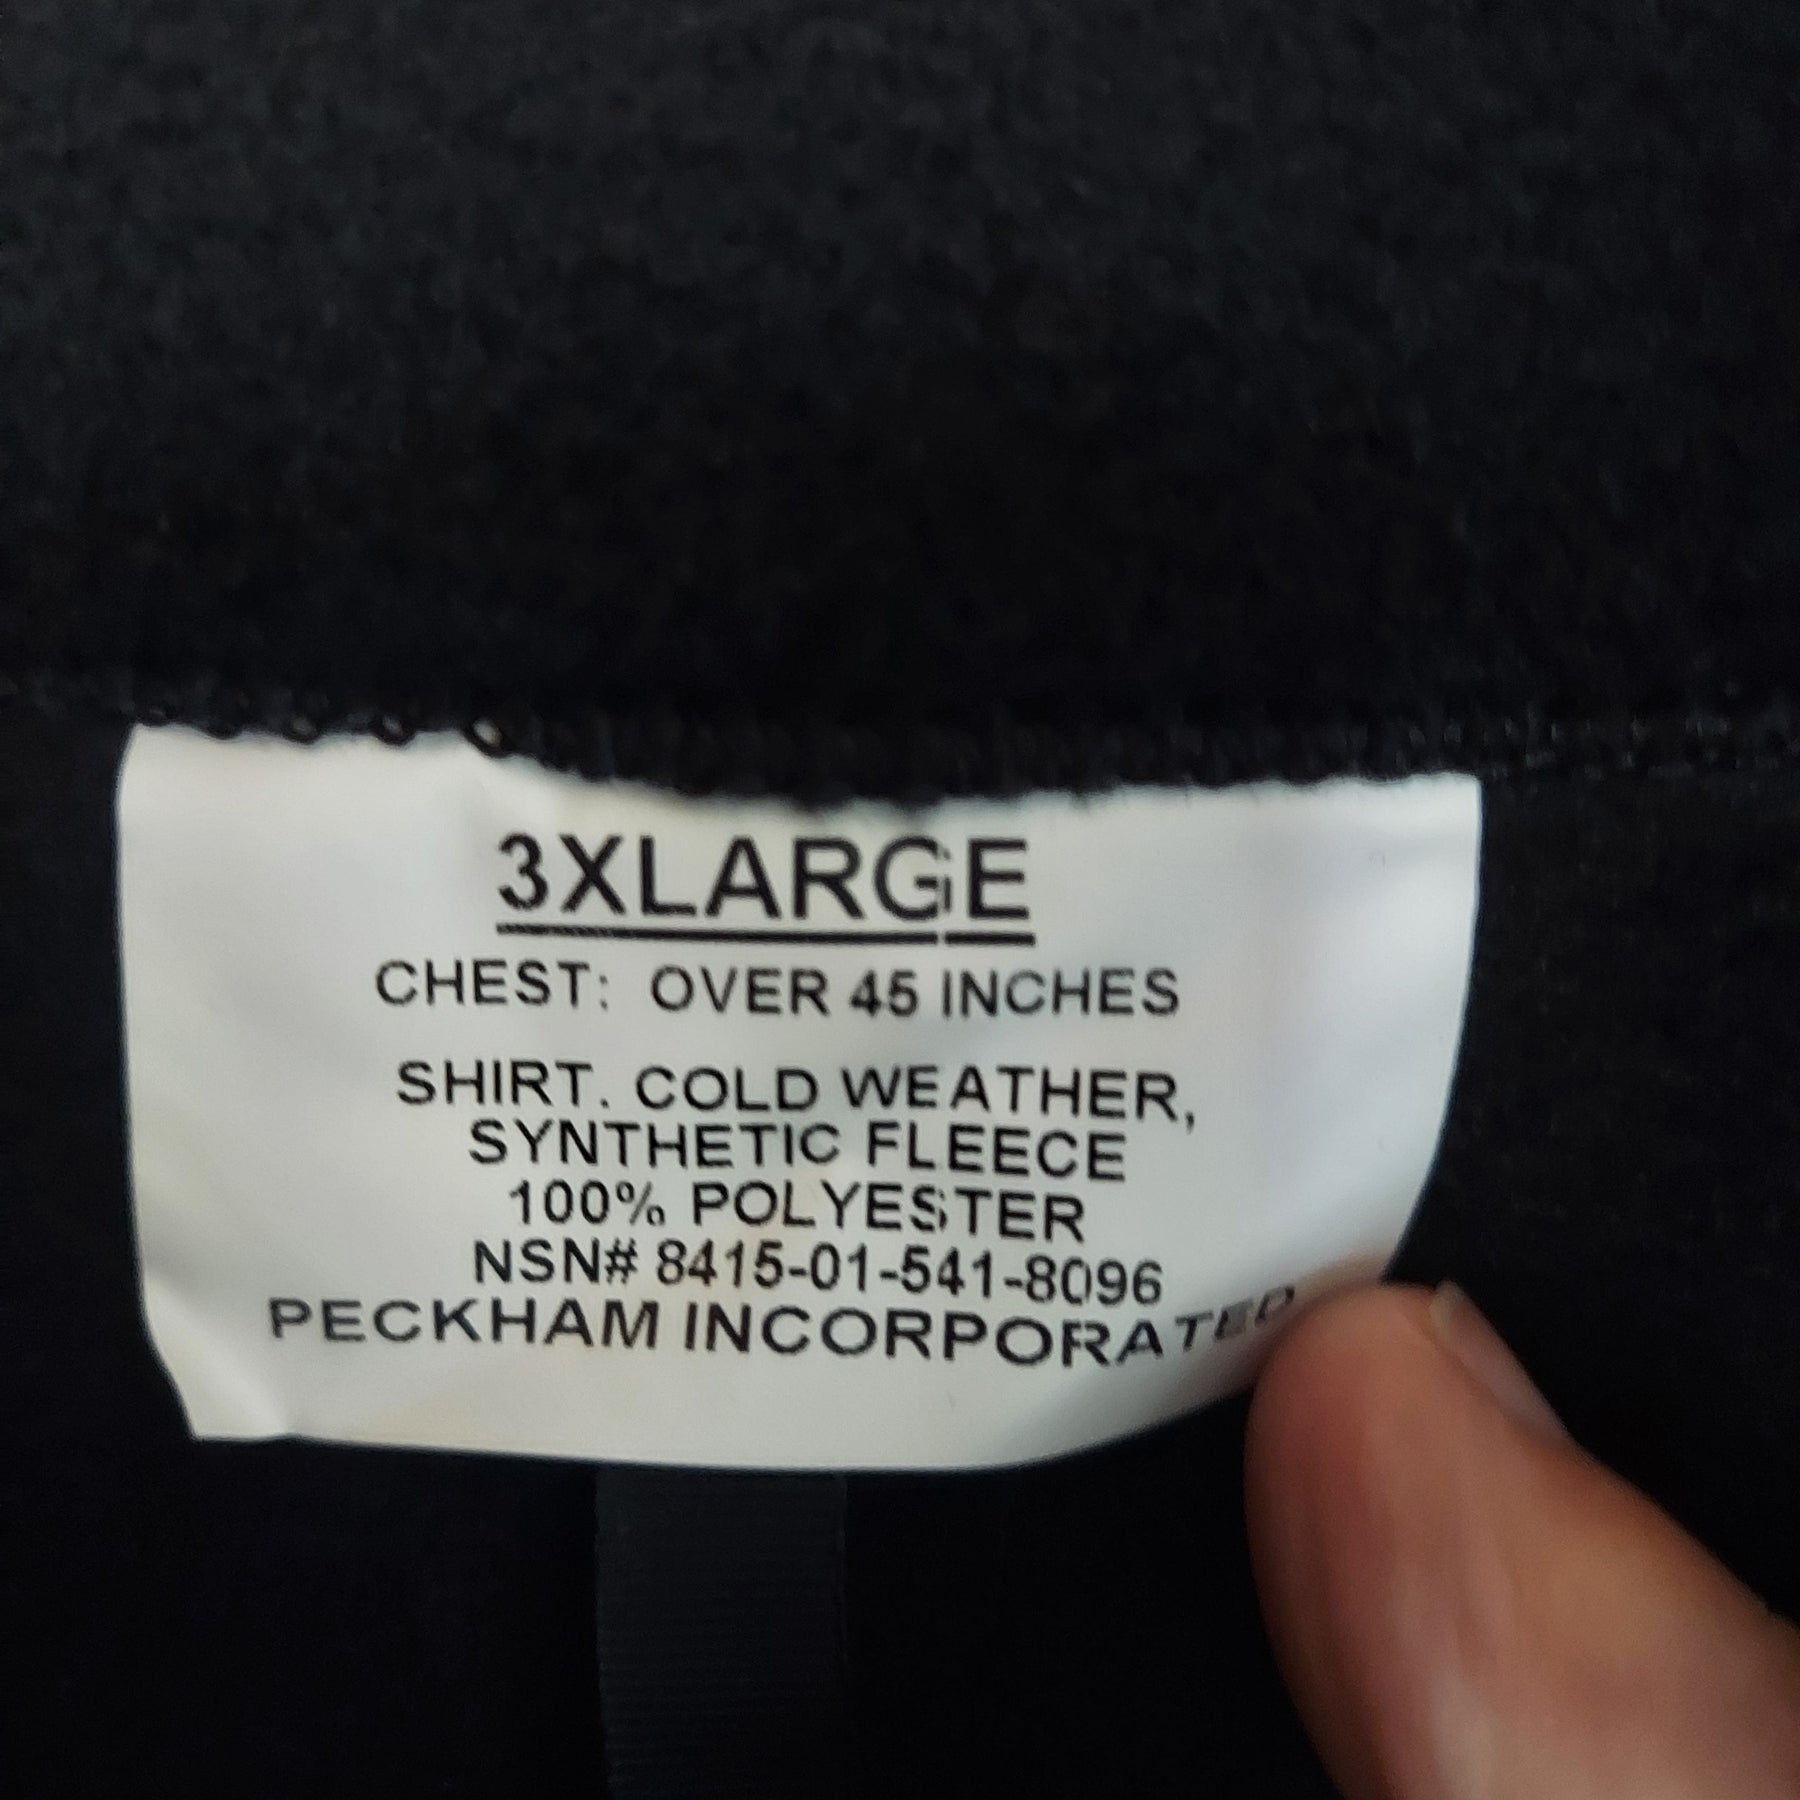 3XLARGE
CHEST: OVER 45 INCHES
SHIRT. COLD WEATHER,
SYNTHETIC FLEECE
100% POLYESTER
NSN# 8415-01-541-8096
PECKHAM INCORPORATED